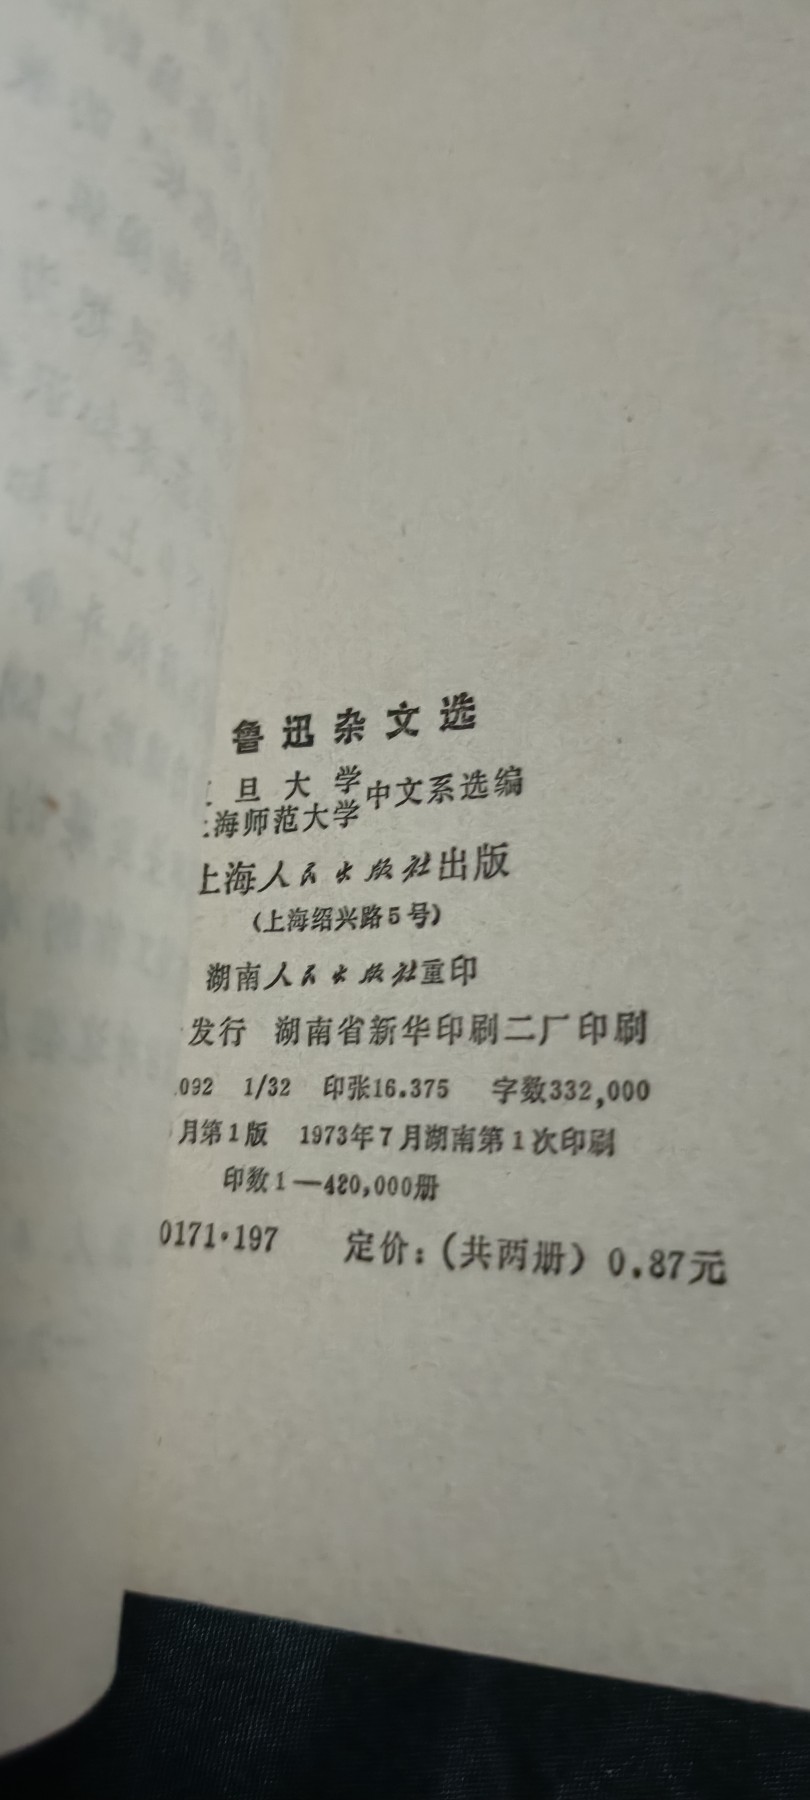 鲁迅杂文选
旦大学
海师范大学
中文系选编
上海人民出版社出版
(上海绍兴路5号)
湖南人民出版社重印
发行 湖南省新华印刷二厂印刷
092 1/32 印张16.375 字数332,000
月第1版 1973年7月湖南第1次印刷
印数1—420,000册
0171·197 定价:(共两册) 0.87元